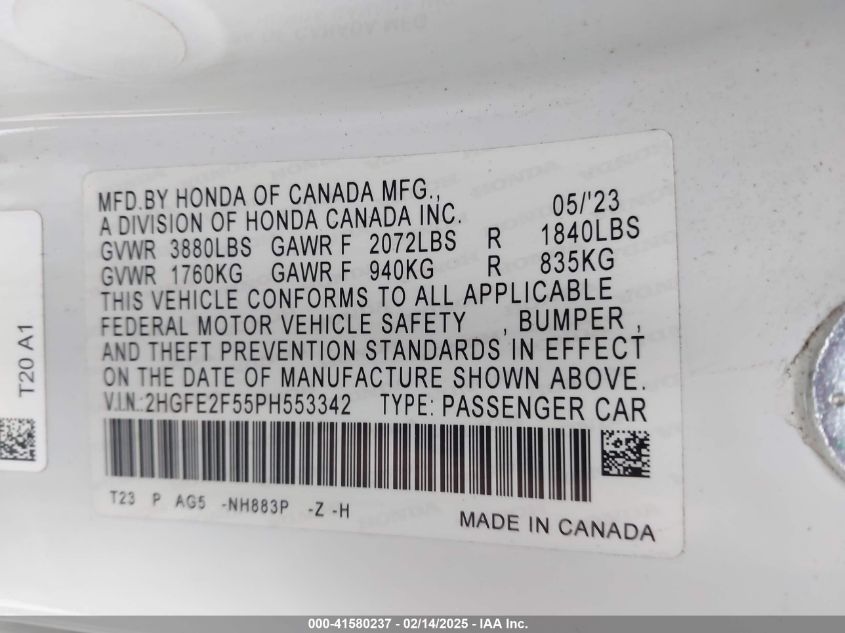 MFD.BY HONDA OF CANADA MFG.,
A DIVISION OF HONDA CANADA INC. 05/'23
GVWR 3880LBS GAWR F 2072LBS R 1840LBS
GVWR 1760KG GAWR F 940KG R 835KG
THIS VEHICLE CONFORMS TO ALL APPLICABLE
FEDERAL MOTOR VEHICLE SAFETY , BUMPER ,
AND THEFT PREVENTION STANDARDS IN EFFECT
ON THE DATE OF MANUFACTURE SHOWN ABOVE.
V.I.N.:2HGFE2F55PH553342 TYPE: PASSENGER CAR
T23 P AG5 -NH883P -Z -H
MADE IN CANADA
T20 A1
000-41580237 - 02/14/2025 - IAA Inc.